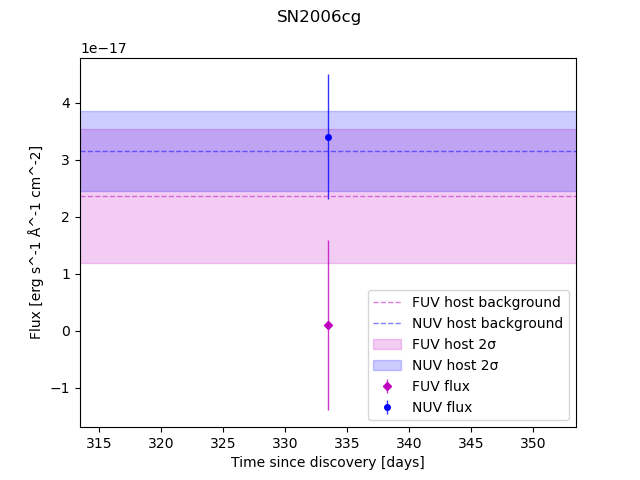 SN2006cg
1e−17
4
3
2
1
0
−1
Flux [erg s^-1 Å^-1 cm^-2]
315
320
325
330
335
340
345
350
Time since discovery [days]
FUV host background
NUV host background
FUV host 2σ
NUV host 2σ
FUV flux
NUV flux